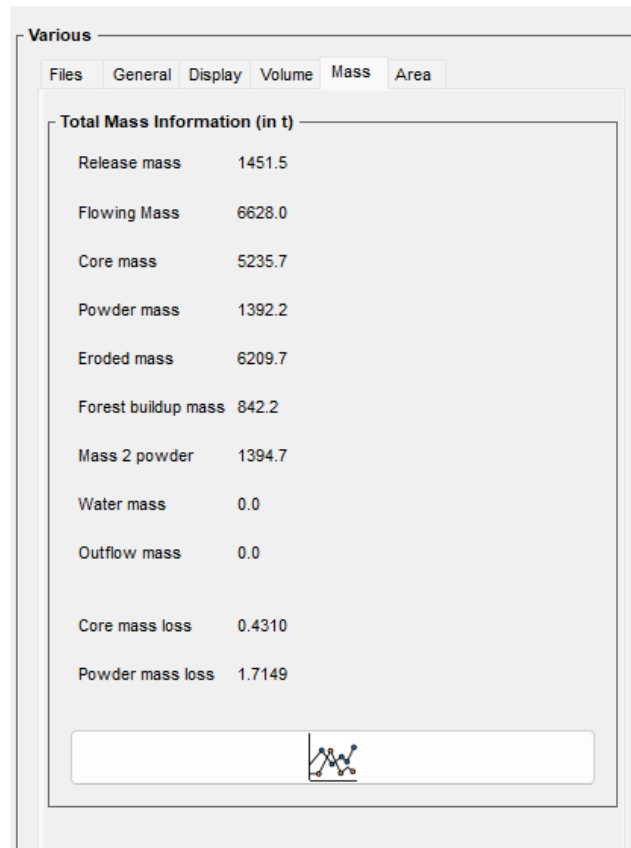 Various
Files General Display Volume Mass Area
Total Mass Information (in t)
Release mass 1451.5
Flowing Mass 6628.0
Core mass 5235.7
Powder mass 1392.2
Eroded mass 6209.7
Forest buildup mass 842.2
Mass 2 powder 1394.7
Water mass 0.0
Outflow mass 0.0
Core mass loss 0.4310
Powder mass loss 1.7149